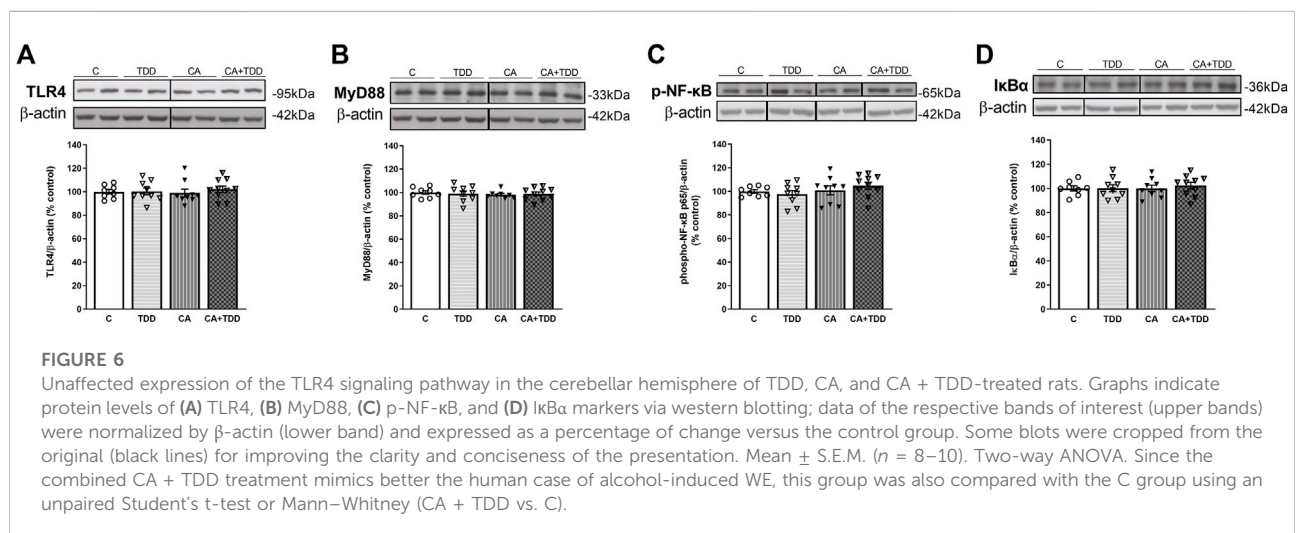 A
C TDD CA CA+TDD
TLR4 -95kDa
β-actin -42kDa
B
C TDD CA CA+TDD
MyD88 -33kDa
β-actin -42kDa
C
C TDD CA CA+TDD
p-NF-κB -65kDa
β-actin -42kDa
D
C TDD CA CA+TDD
IκBα -36kDa
β-actin -42kDa
TLR4/β-actin (% control)
140
120
100
80
60
40
20
0
C TDD CA CA+TDD
MyD88/β-actin (% control)
140
120
100
80
60
40
20
0
C TDD CA CA+TDD
phospho-NF-κB p65/β-actin
(% control)
140
120
100
80
60
40
20
0
C TDD CA CA+TDD
IκBα/β-actin (% control)
140
120
100
80
60
40
20
0
C TDD CA CA+TDD
FIGURE 6
Unaffected expression of the TLR4 signaling pathway in the cerebellar hemisphere of TDD, CA, and CA + TDD-treated rats. Graphs indicate
protein levels of (A) TLR4, (B) MyD88, (C) p-NF-κB, and (D) IκBα markers via western blotting; data of the respective bands of interest (upper bands)
were normalized by β-actin (lower band) and expressed as a percentage of change versus the control group. Some blots were cropped from the
original (black lines) for improving the clarity and conciseness of the presentation. Mean ± S.E.M. (n = 8–10). Two-way ANOVA. Since the
combined CA + TDD treatment mimics better the human case of alcohol-induced WE, this group was also compared with the C group using an
unpaired Student's t-test or Mann–Whitney (CA + TDD vs. C).